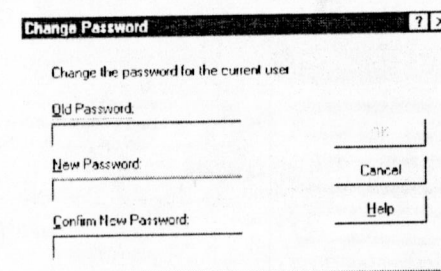 Change Password
Change the password for the current user
Old Password:
New Password:
Cancel
Help
Confirm New Password: